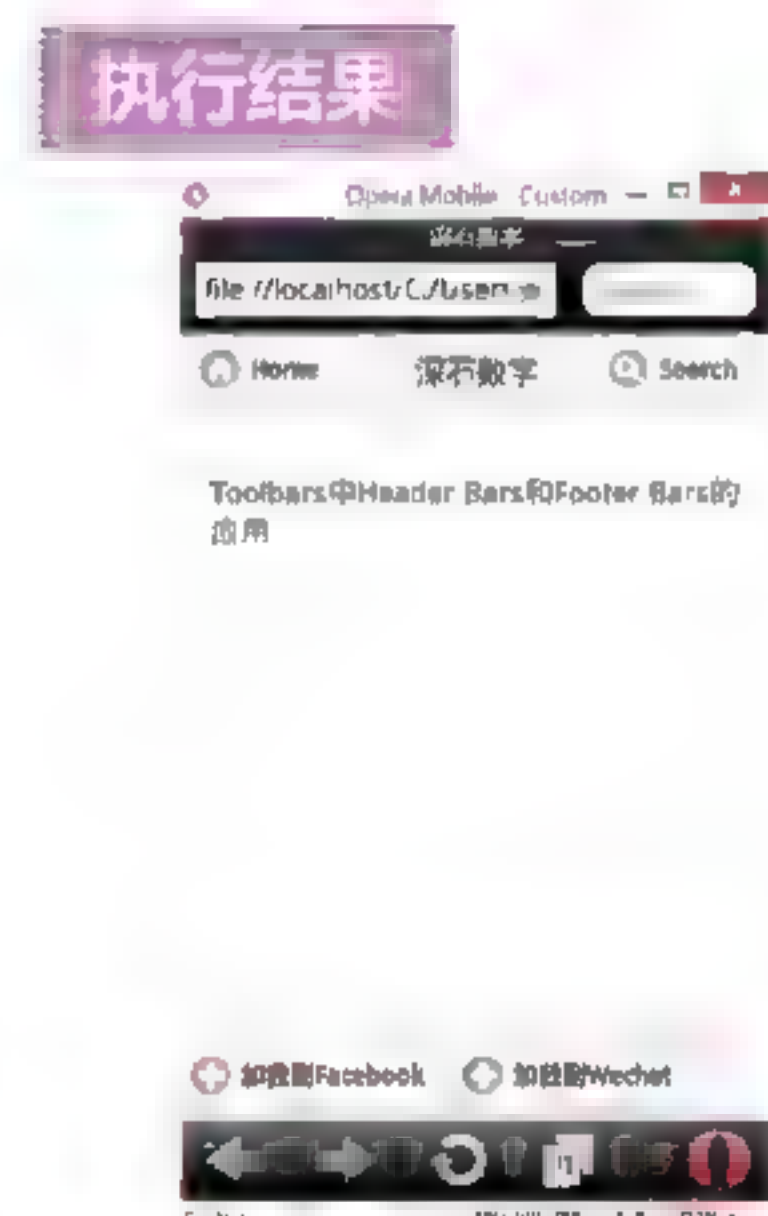 执行结果
Opera Mobile Custom
file://localhost/C:/Users
Home 深石数字 Search
Toolbars中Header Bars和Footer Bars的
应用
加载到Facebook 加载到Wechat